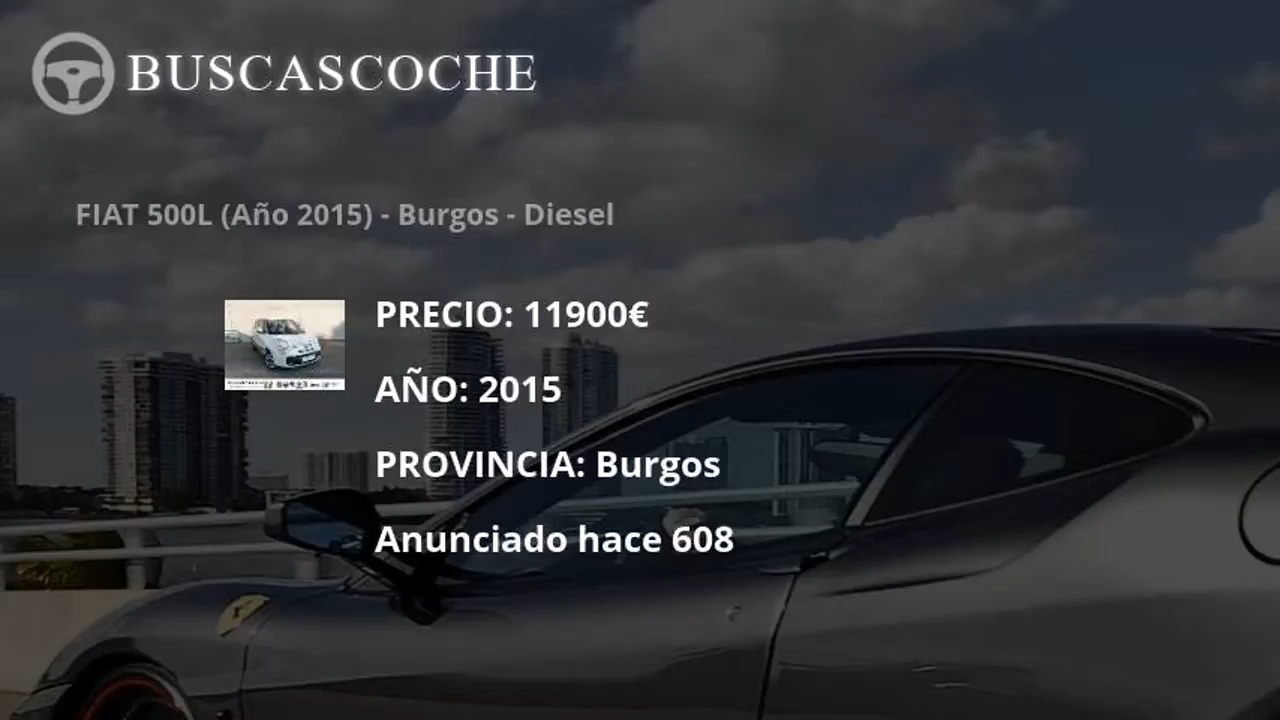 BUSCASCOCHE
FIAT 500L (Año 2015) - Burgos - Diesel
PRECIO: 11900€
AÑO: 2015
PROVINCIA: Burgos
Anunciado hace 608